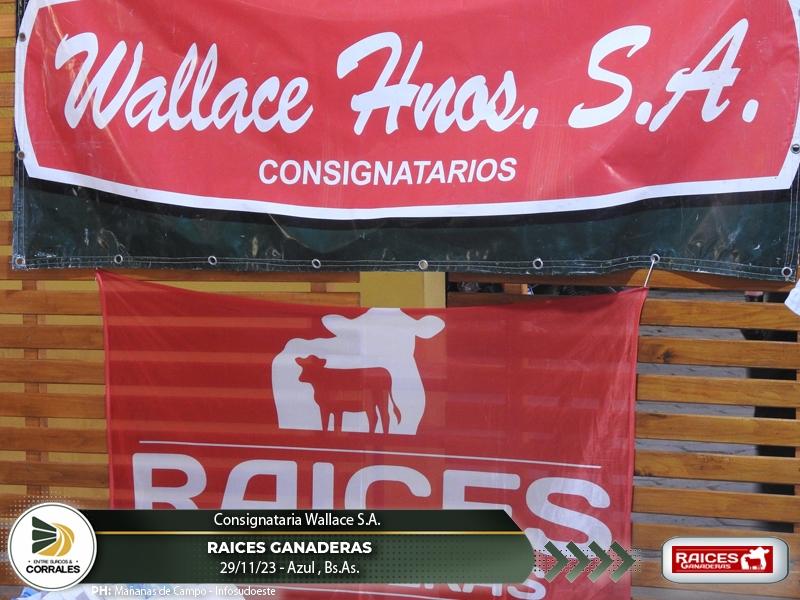 Wallace Hnos. S.A.
CONSIGNATARIOS
RAICES
Consignataria Wallace S.A.
RAICES GANADERAS
29/11/23 - Azul , Bs.As.
ENTRE SURCOS &
CORRALES
RAICES
GANADERAS
PH: Mañanas de Campo - Infosudoeste